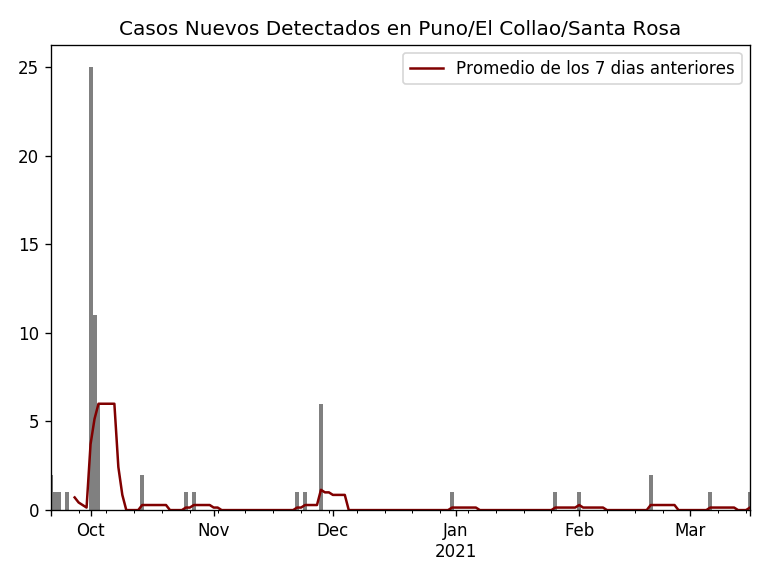 Casos Nuevos Detectados en Puno/El Collao/Santa Rosa
Promedio de los 7 dias anteriores
25
20
15
10
5
0
Oct Nov Dec Jan Feb Mar
2021